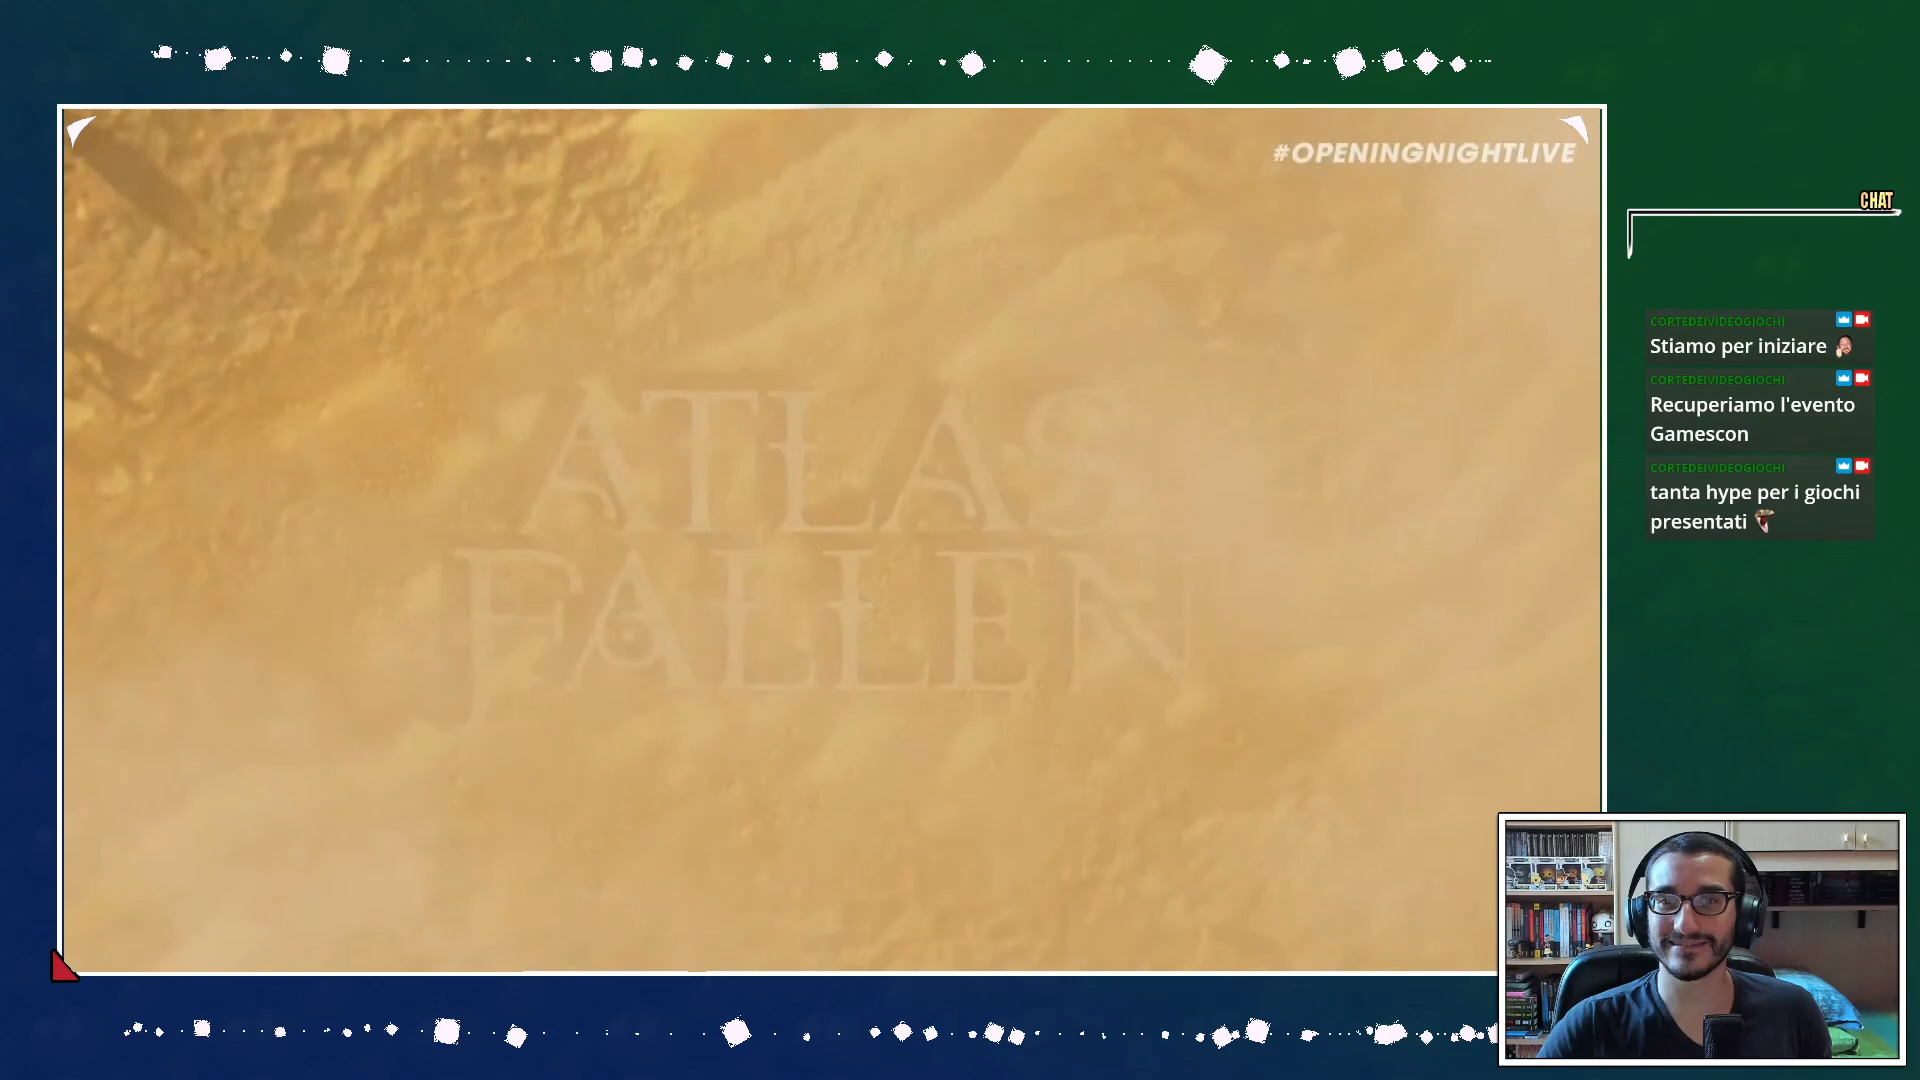 #OPENINGNIGHTLIVE
ATLAS
FALLEN
CHAT
CORTEDEIVIDEOGIOCHI
Stiamo per iniziare
CORTEDEIVIDEOGIOCHI
Recuperiamo l'evento
Gamescon
CORTEDEIVIDEOGIOCHI
tanta hype per i giochi
presentati